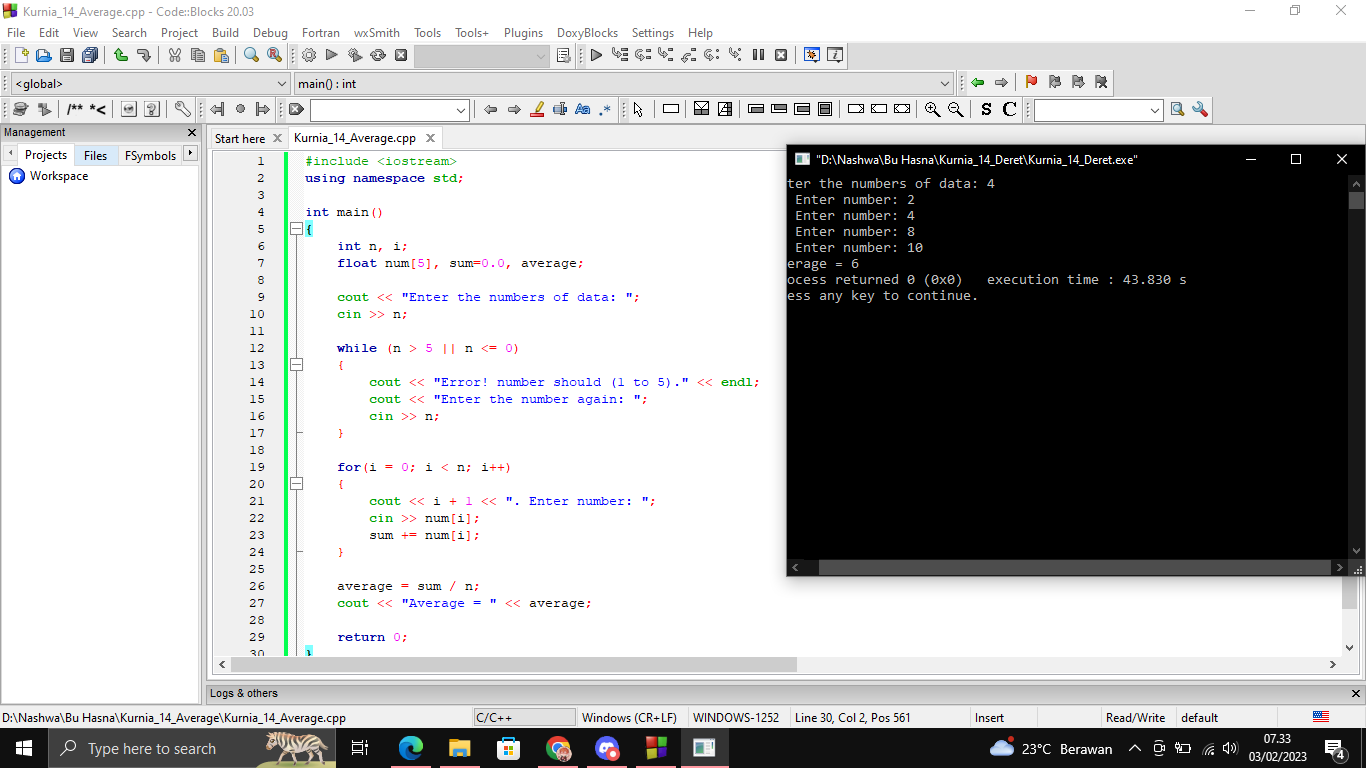 Kurnia_14_Average.cpp - Code::Blocks 20.03
File Edit View Search Project Build Debug Fortran wxSmith Tools Tools+ Plugins DoxyBlocks Settings Help
<global> main() : int
/** *< Aa .* S C
Management
Projects Files FSymbols
Workspace
Start here Kurnia_14_Average.cpp
1 #include <iostream>
2 using namespace std;
3
4 int main()
5 {
6 int n, i;
7 float num[5], sum=0.0, average;
8
9 cout << "Enter the numbers of data: ";
10 cin >> n;
11
12 while (n > 5 || n <= 0)
13 {
14 cout << "Error! number should (1 to 5)." << endl;
15 cout << "Enter the number again: ";
16 cin >> n;
17 }
18
19 for(i = 0; i < n; i++)
20 {
21 cout << i + 1 << ". Enter number: ";
22 cin >> num[i];
23 sum += num[i];
24 }
25
26 average = sum / n;
27 cout << "Average = " << average;
28
29 return 0;
30 }
"D:\Nashwa\Bu Hasna\Kurnia_14_Deret\Kurnia_14_Deret.exe"
ter the numbers of data: 4
Enter number: 2
Enter number: 4
Enter number: 8
Enter number: 10
erage = 6
ocess returned 0 (0x0) execution time : 43.830 s
ess any key to continue.
Logs & others
D:\Nashwa\Bu Hasna\Kurnia_14_Average\Kurnia_14_Average.cpp C/C++ Windows (CR+LF) WINDOWS-1252 Line 30, Col 2, Pos 561 Insert Read/Write default
Type here to search 23°C Berawan 07.33
03/02/2023 4